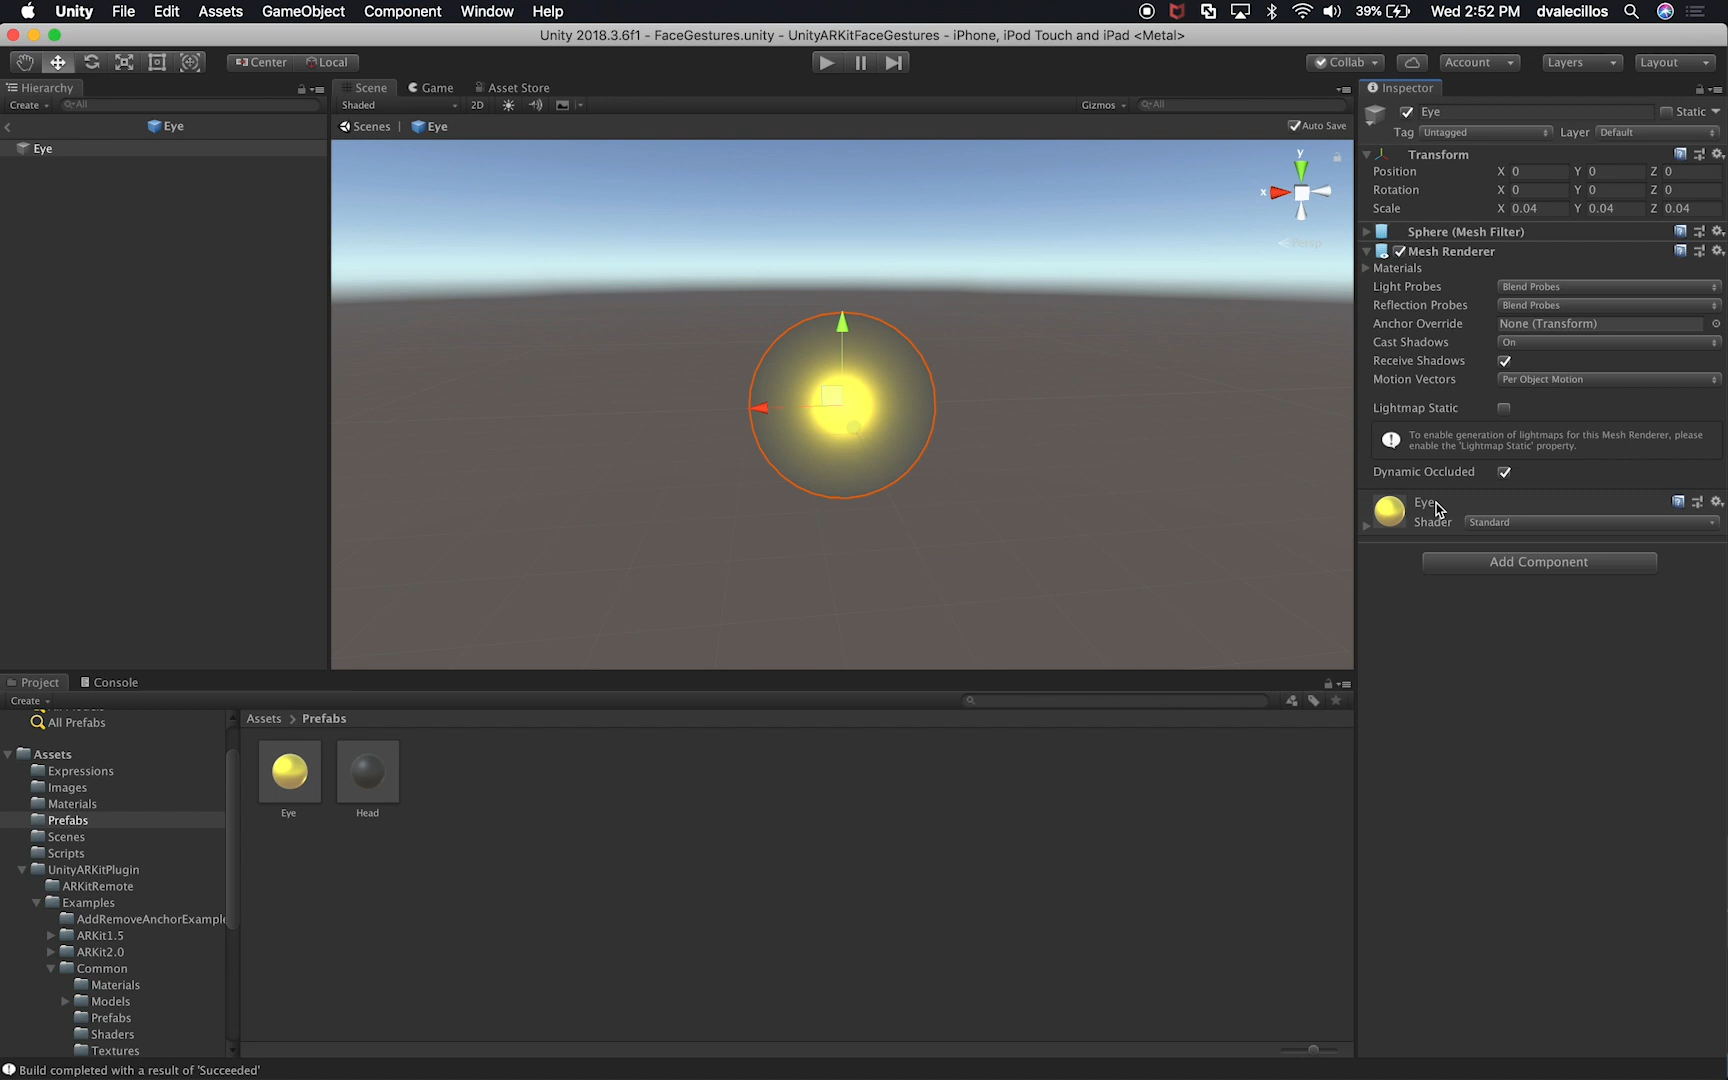 Unity File Edit Assets GameObject Component Window Help
39% Wed 2:52 PM dvalecillos
Unity 2018.3.6f1 - FaceGestures.unity - UnityARKitFaceGestures - iPhone, iPod Touch and iPad <Metal>
Center Local Collab Account Layers Layout
Hierarchy
Create All
Eye
Eye
Scene Game Asset Store
Shaded 2D Gizmos All
Scenes | Eye Auto Save
y
x
Persp
Inspector
Eye Static
Tag Untagged Layer Default
Transform
Position X 0 Y 0 Z 0
Rotation X 0 Y 0 Z 0
Scale X 0.04 Y 0.04 Z 0.04
Sphere (Mesh Filter)
Mesh Renderer
Materials
Light Probes Blend Probes
Reflection Probes Blend Probes
Anchor Override None (Transform)
Cast Shadows On
Receive Shadows
Motion Vectors Per Object Motion
Lightmap Static
To enable generation of lightmaps for this Mesh Renderer, please
enable the 'Lightmap Static' property.
Dynamic Occluded
Eye
Shader Standard
Add Component
Project Console
Create
All Prefabs
Assets
Expressions
Images
Materials
Prefabs
Scenes
Scripts
UnityARKitPlugin
ARKitRemote
Examples
AddRemoveAnchorExample
ARKit1.5
ARKit2.0
Common
Materials
Models
Prefabs
Shaders
Textures
Assets > Prefabs
Eye Head
Build completed with a result of 'Succeeded'